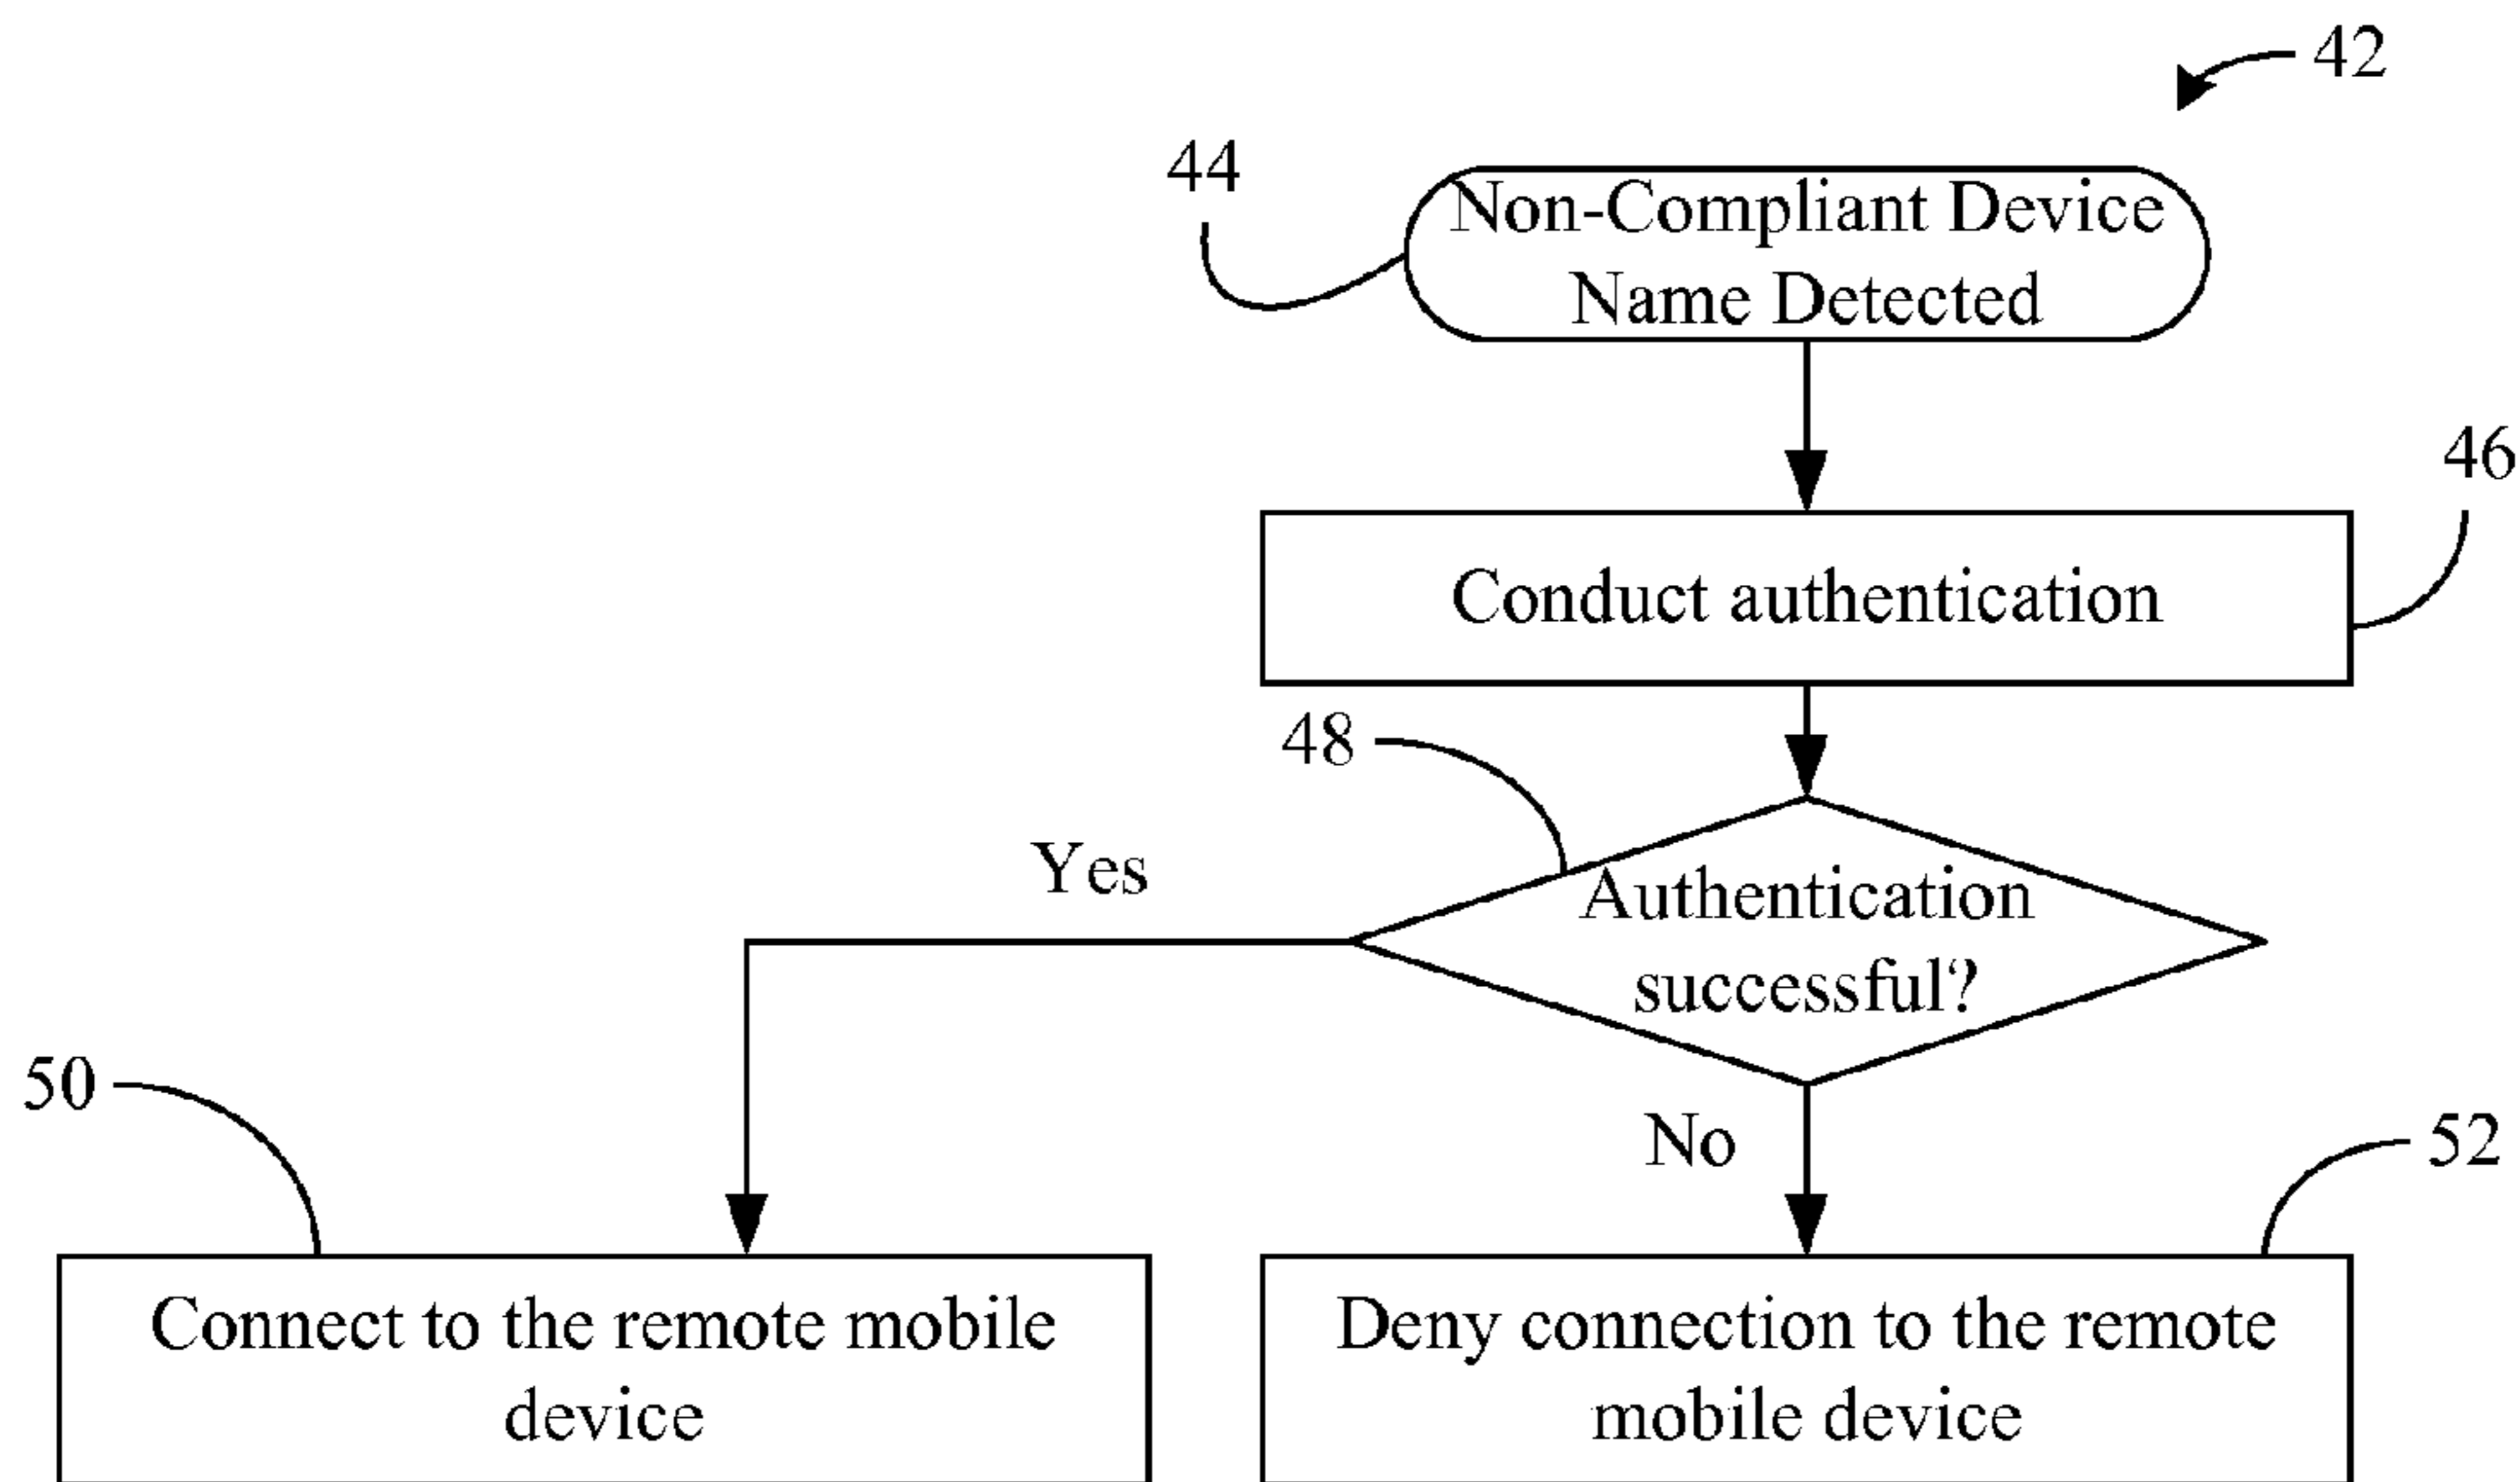 42
44
Non-Compliant Device
Name Detected
46
Conduct authentication
48
Yes
Authentication
successful?
50
No
52
Connect to the remote mobile
device
Deny connection to the remote
mobile device